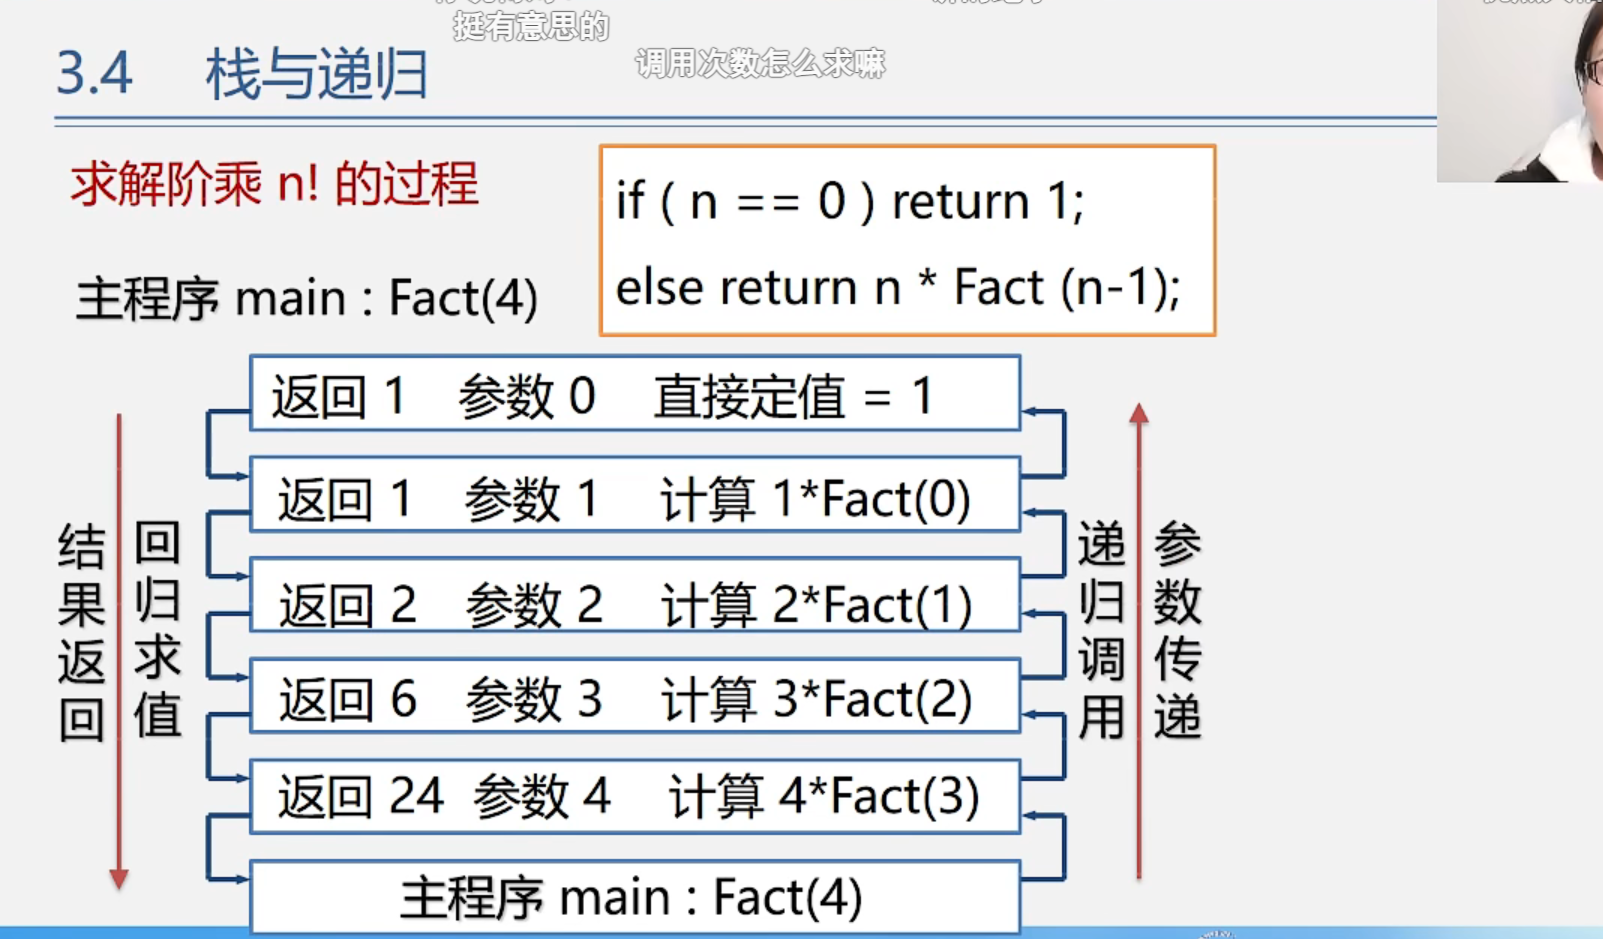 挺有意思的
调用次数怎么求嘛
3.4 栈与递归
求解阶乘 n! 的过程
if ( n == 0 ) return 1;
else return n * Fact (n-1);
主程序 main : Fact(4)
返回 1 参数 0 直接定值 = 1
返回 1 参数 1 计算 1*Fact(0)
返回 2 参数 2 计算 2*Fact(1)
返回 6 参数 3 计算 3*Fact(2)
返回 24 参数 4 计算 4*Fact(3)
主程序 main : Fact(4)
结果返回
回归求值
递归调用
参数传递